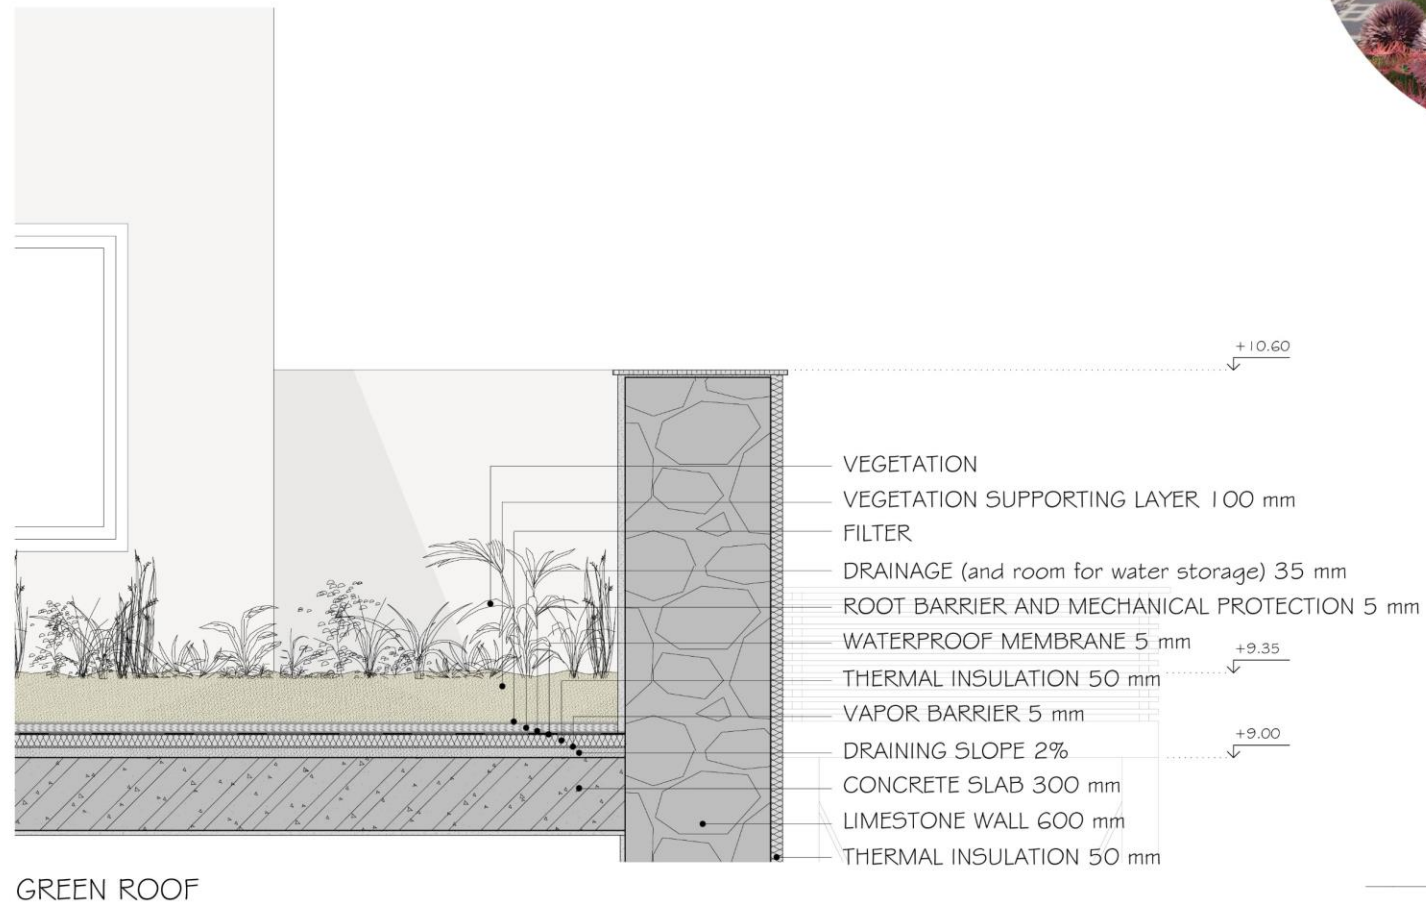 +10.60
VEGETATION
VEGETATION SUPPORTING LAYER 100 mm
FILTER
DRAINAGE (and room for water storage) 35 mm
ROOT BARRIER AND MECHANICAL PROTECTION 5 mm
WATERPROOF MEMBRANE 5 mm
+9.35
THERMAL INSULATION 50 mm
VAPOR BARRIER 5 mm
+9.00
DRAINING SLOPE 2%
CONCRETE SLAB 300 mm
LIMESTONE WALL 600 mm
THERMAL INSULATION 50 mm
GREEN ROOF